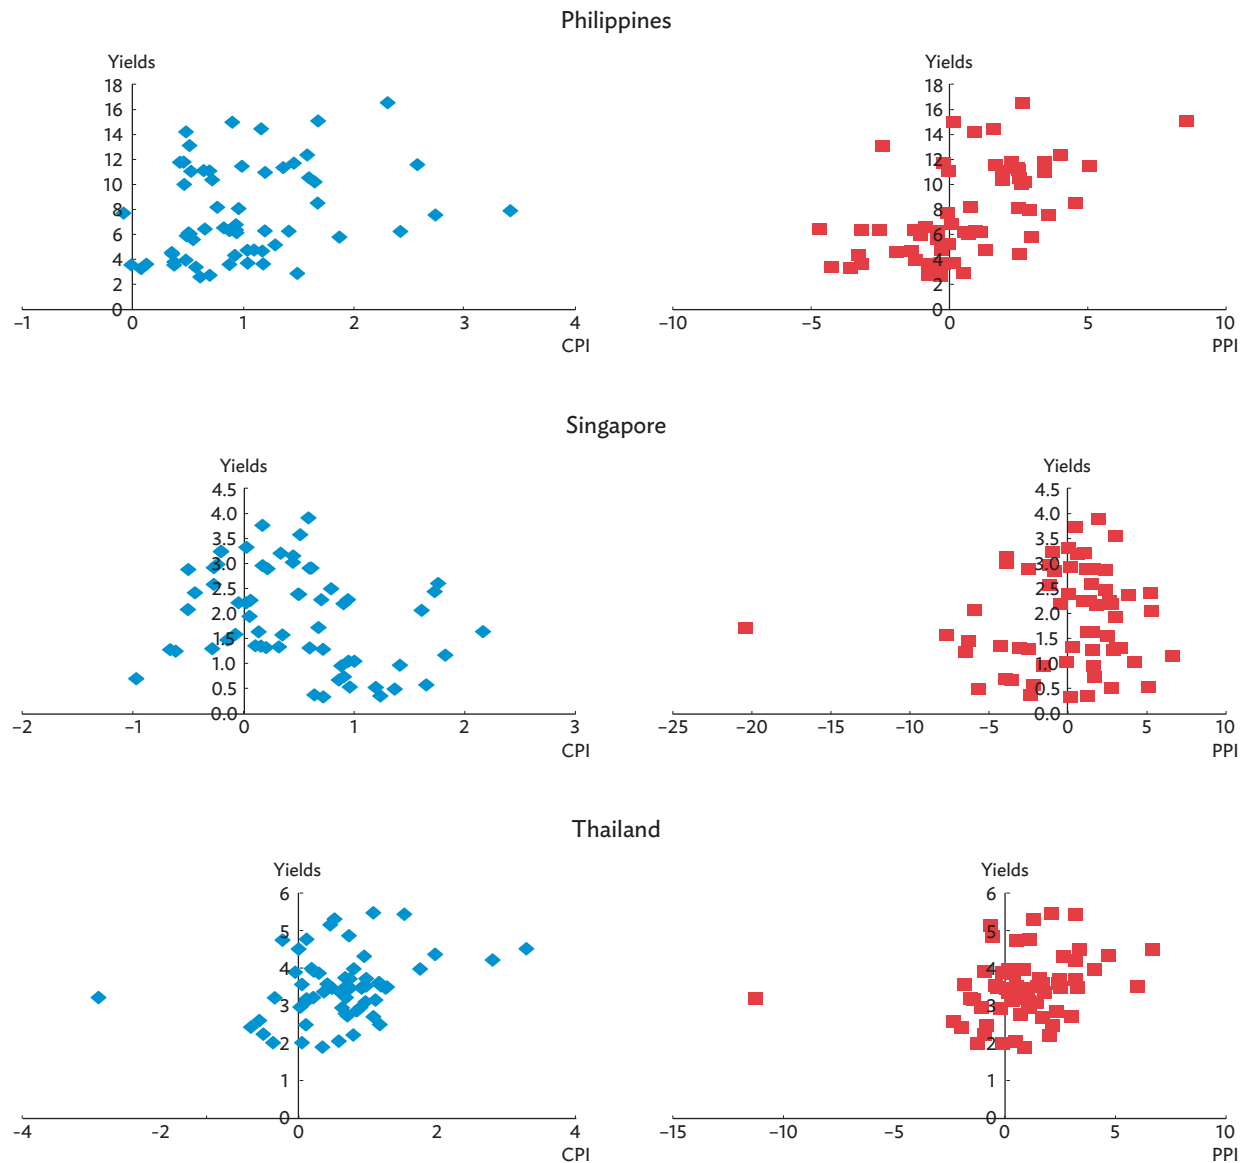 Philippines
Yields Yields
18 18
16 16
14 14
12 12
10 10
8 8
6 6
4 4
2 2
0 0
–1 0 1 2 3 4 –10 –5 0 5 10
CPI PPI
Singapore
Yields Yields
4.5 4.5
4.0 4.0
3.5 3.5
3.0 3.0
2.5 2.5
2.0 2.0
1.5 1.5
1.0 1.0
0.5 0.5
0.0 0.0
–2 –1 0 1 2 3 –25 –20 –15 –10 –5 0 5 10
CPI PPI
Thailand
Yields Yields
6 6
5 5
4 4
3 3
2 2
1 1
0 0
–4 –2 0 2 4 –15 –10 –5 0 5 10
CPI PPI